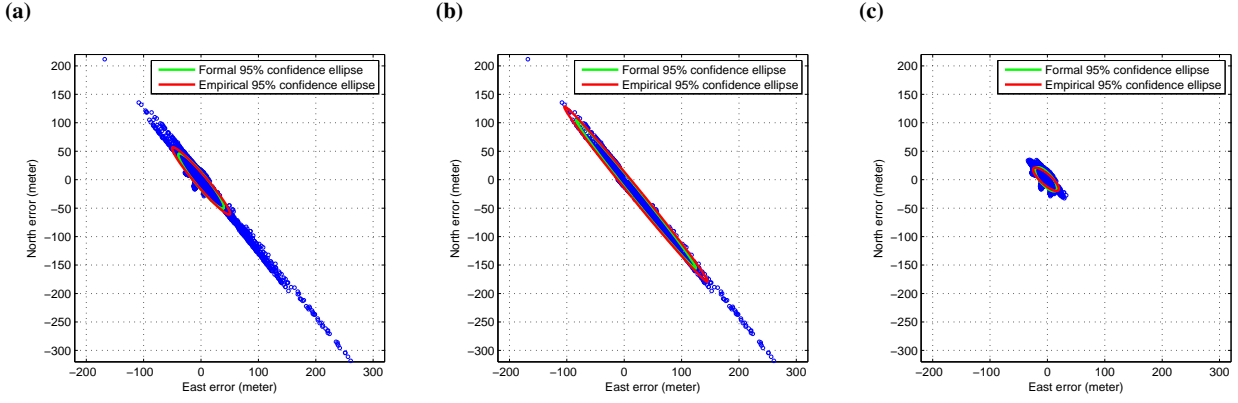 (a)
(b)
(c)
Formal 95% confidence ellipse
Empirical 95% confidence ellipse
200
150
100
50
0
−50
−100
−150
−200
−250
−300
North error (meter)
−200 −100 0 100 200 300
East error (meter)
Formal 95% confidence ellipse
Empirical 95% confidence ellipse
200
150
100
50
0
−50
−100
−150
−200
−250
−300
North error (meter)
−200 −100 0 100 200 300
East error (meter)
Formal 95% confidence ellipse
Empirical 95% confidence ellipse
200
150
100
50
0
−50
−100
−150
−200
−250
−300
North error (meter)
−200 −100 0 100 200 300
East error (meter)